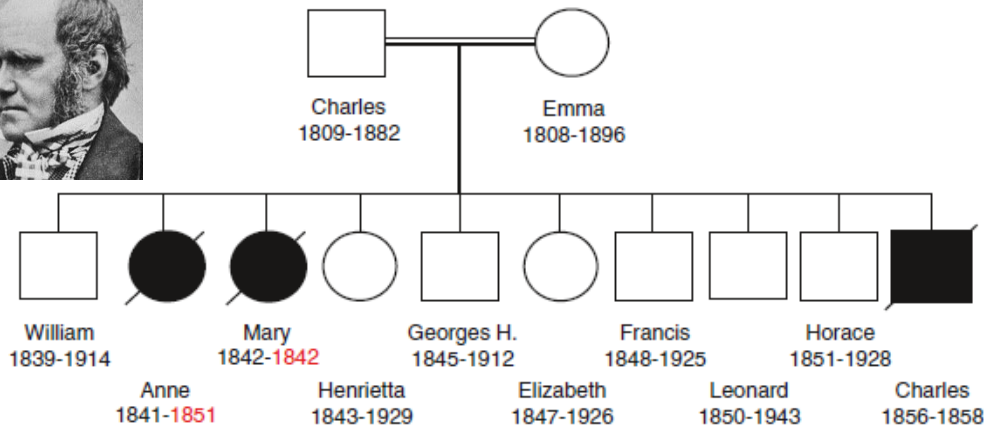 Charles
1809-1882
Emma
1808-1896
William
1839-1914
Anne
1841-1851
Mary
1842-1842
Henrietta
1843-1929
Georges H.
1845-1912
Elizabeth
1847-1926
Francis
1848-1925
Leonard
1850-1943
Horace
1851-1928
Charles
1856-1858